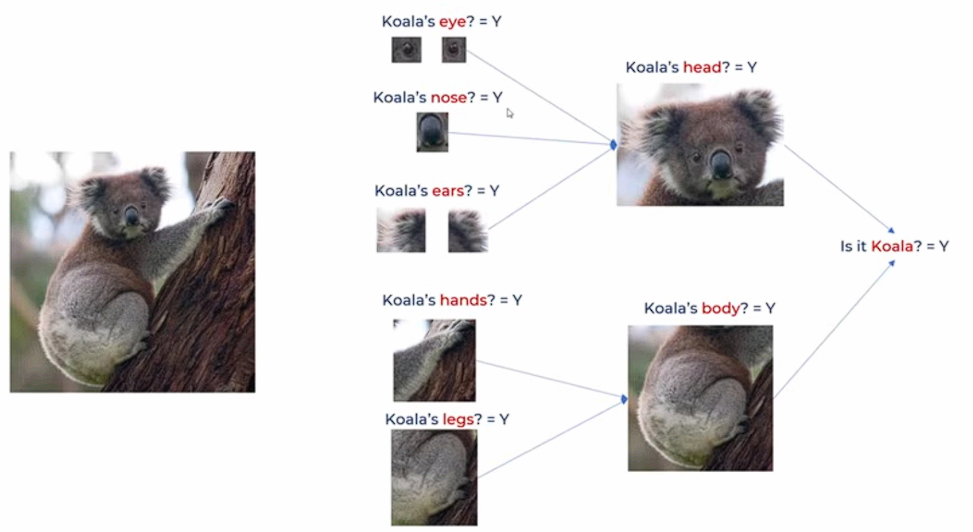 Koala's eye? = Y
Koala's nose? = Y
Koala's ears? = Y
Koala's hands? = Y
Koala's legs? = Y
Koala's head? = Y
Koala's body? = Y
Is it Koala? = Y